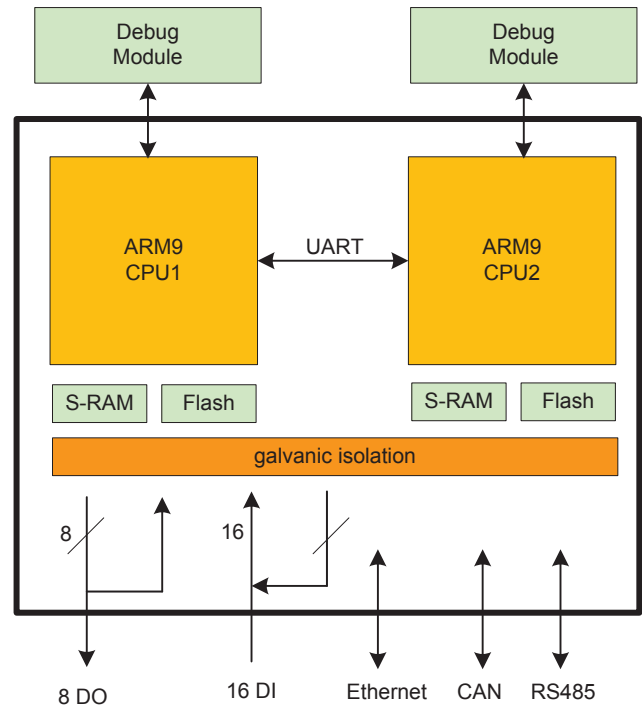 Debug
Module
Debug
Module
ARM9
CPU1
UART
ARM9
CPU2
S-RAM
Flash
S-RAM
Flash
galvanic isolation
8
16
8 DO
16 DI
Ethernet
CAN
RS485